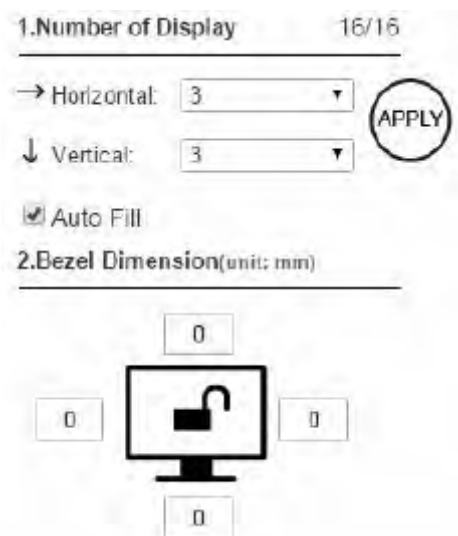 1.Number of Display 16/16
→ Horizontal: 3 ▼
APPLY
↓ Vertical: 3 ▼
Auto Fill
2.Bezel Dimension(unit: mm)
0
0 0
0